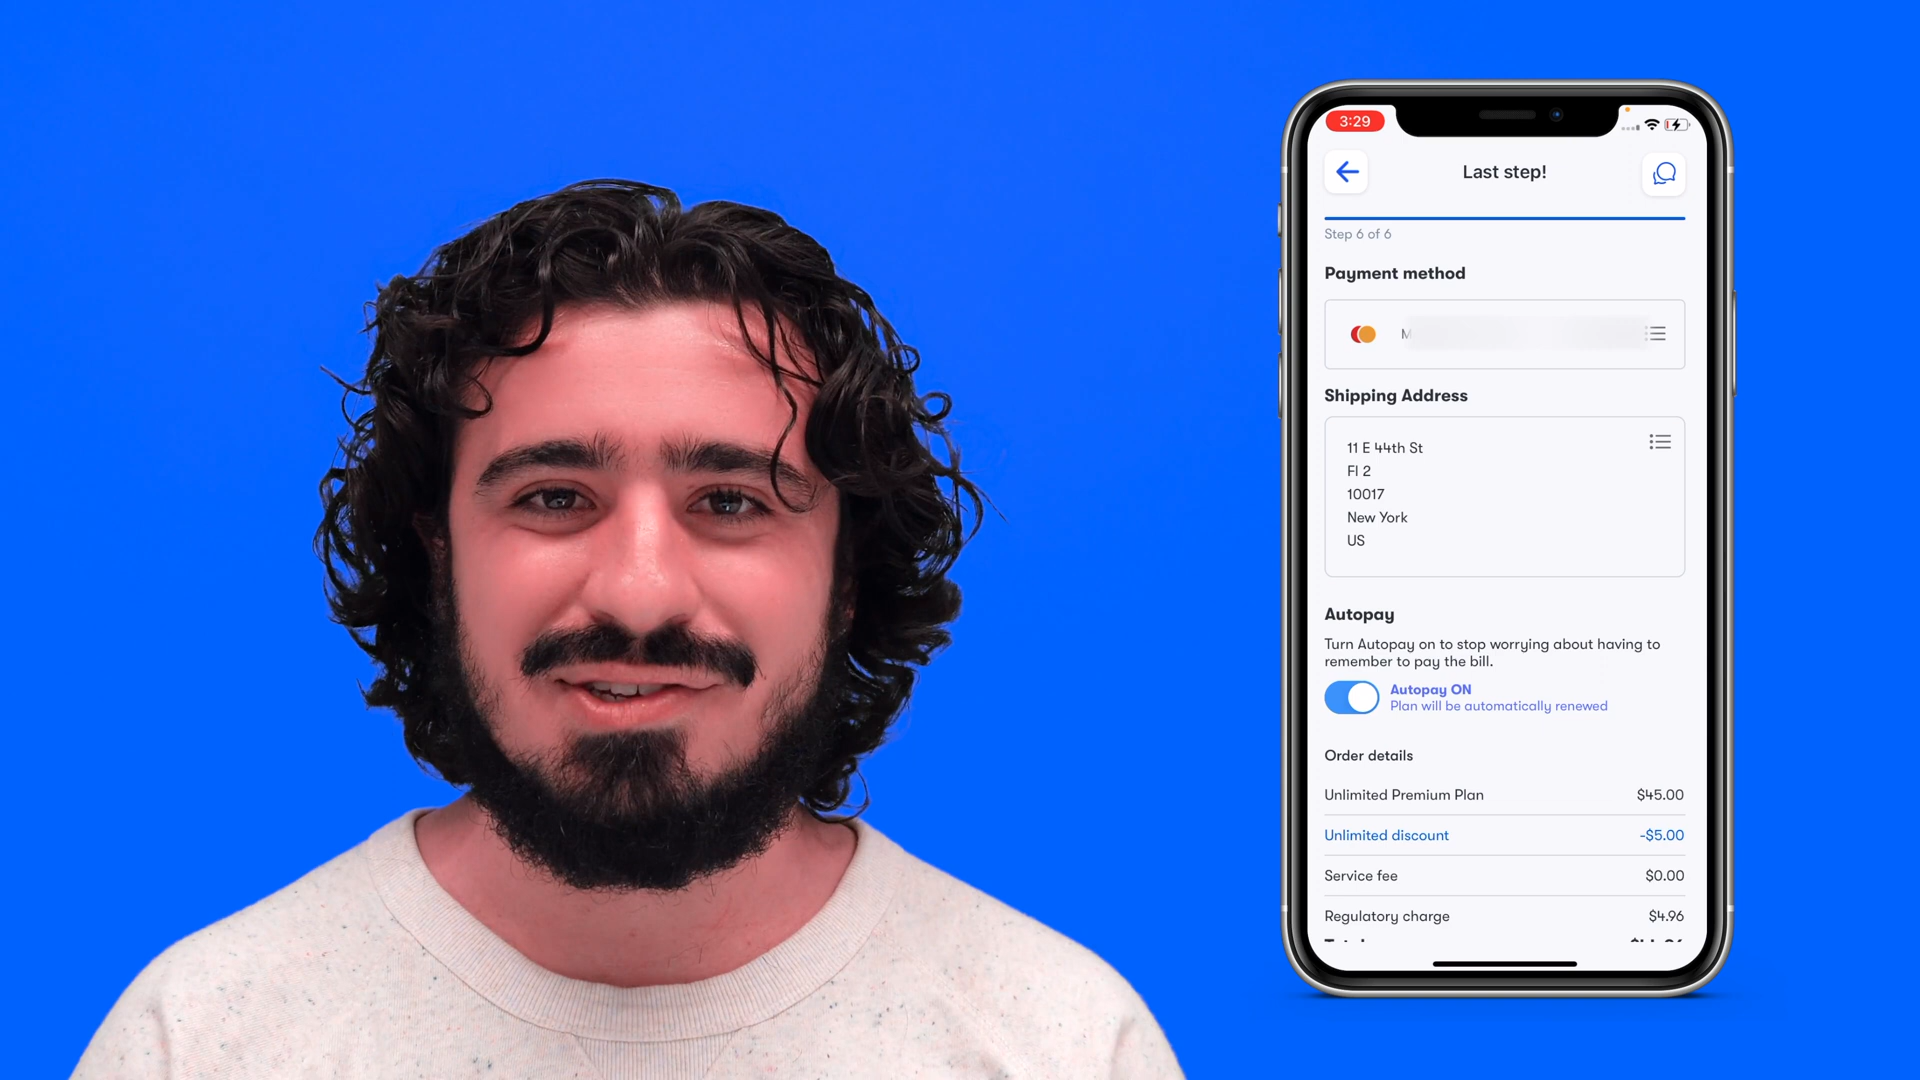 3:29
Last step!
Step 6 of 6
Payment method
M
Shipping Address
11 E 44th St
Fl 2
10017
New York
US
Autopay
Turn Autopay on to stop worrying about having to
remember to pay the bill.
Autopay ON
Plan will be automatically renewed
Order details
Unlimited Premium Plan $45.00
Unlimited discount -$5.00
Service fee $0.00
Regulatory charge $4.96